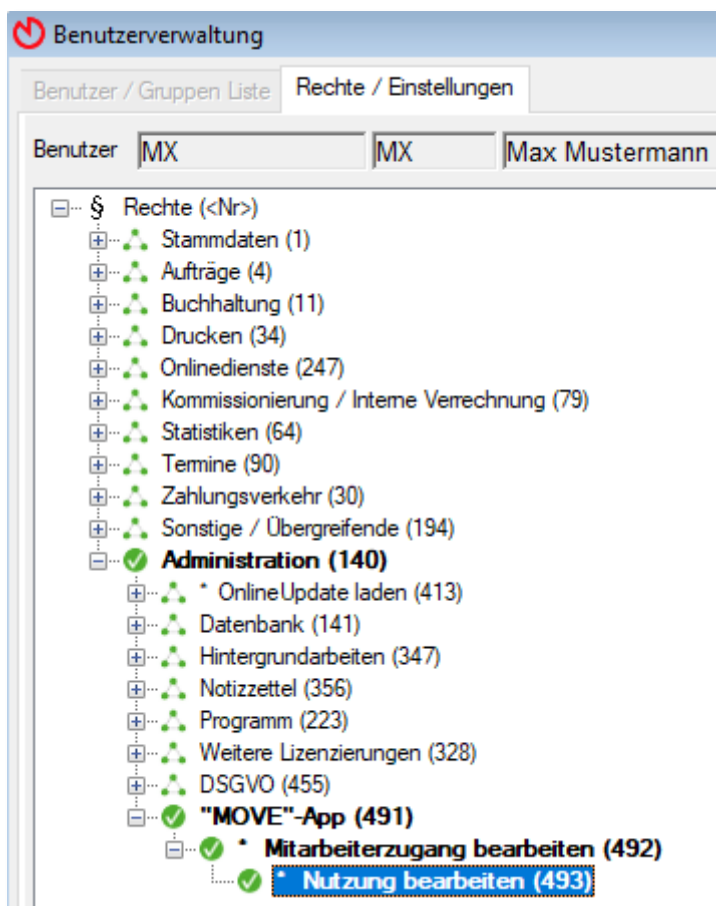 Benutzerverwaltung
Benutzer / Gruppen Liste Rechte / Einstellungen
Benutzer MX MX Max Mustermann
§ Rechte (<Nr>)
Stammdaten (1)
Aufträge (4)
Buchhaltung (11)
Drucken (34)
Onlinedienste (247)
Kommissionierung / Interne Verrechnung (79)
Statistiken (64)
Termine (90)
Zahlungsverkehr (30)
Sonstige / Übergreifende (194)
Administration (140)
* OnlineUpdate laden (413)
Datenbank (141)
Hintergrundarbeiten (347)
Notizzettel (356)
Programm (223)
Weitere Lizenzierungen (328)
DSGVO (455)
"MOVE"-App (491)
* Mitarbeiterzugang bearbeiten (492)
* Nutzung bearbeiten (493)